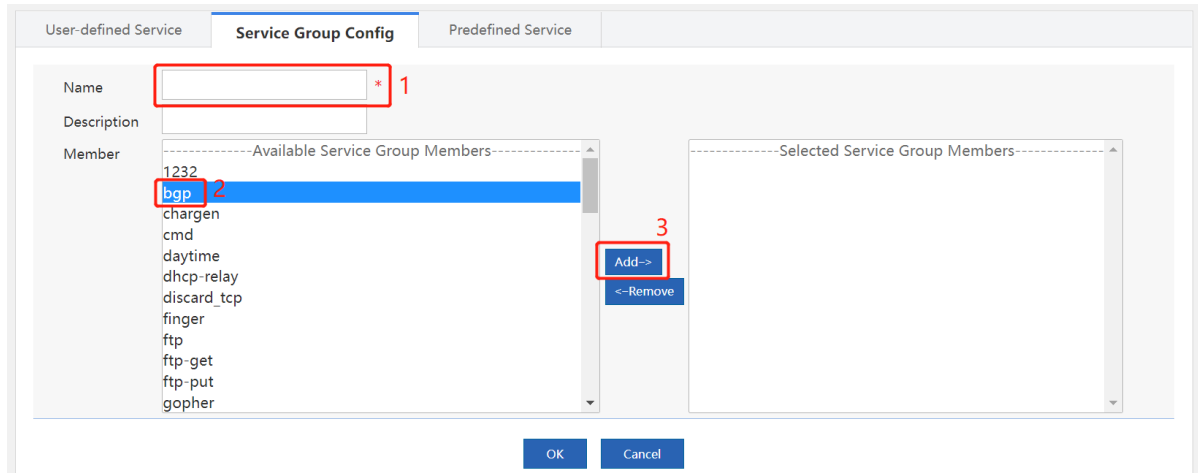 User-defined Service Service Group Config Predefined Service
Name * 1
Description
Member
------------Available Service Group Members------------
1232
bgp 2
chargen
cmd
daytime
dhcp-relay
discard_tcp
finger
ftp
ftp-get
ftp-put
gopher
3
Add->
<-Remove
------------Selected Service Group Members------------
OK Cancel